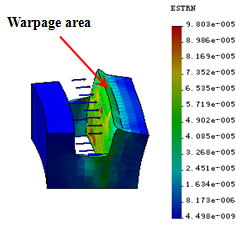 Warpage area
ESTRN
9.803e-005
8.986e-005
8.169e-005
7.352e-005
6.535e-005
5.719e-005
4.902e-005
4.085e-005
3.268e-005
2.451e-005
1.634e-005
8.173e-006
4.498e-009